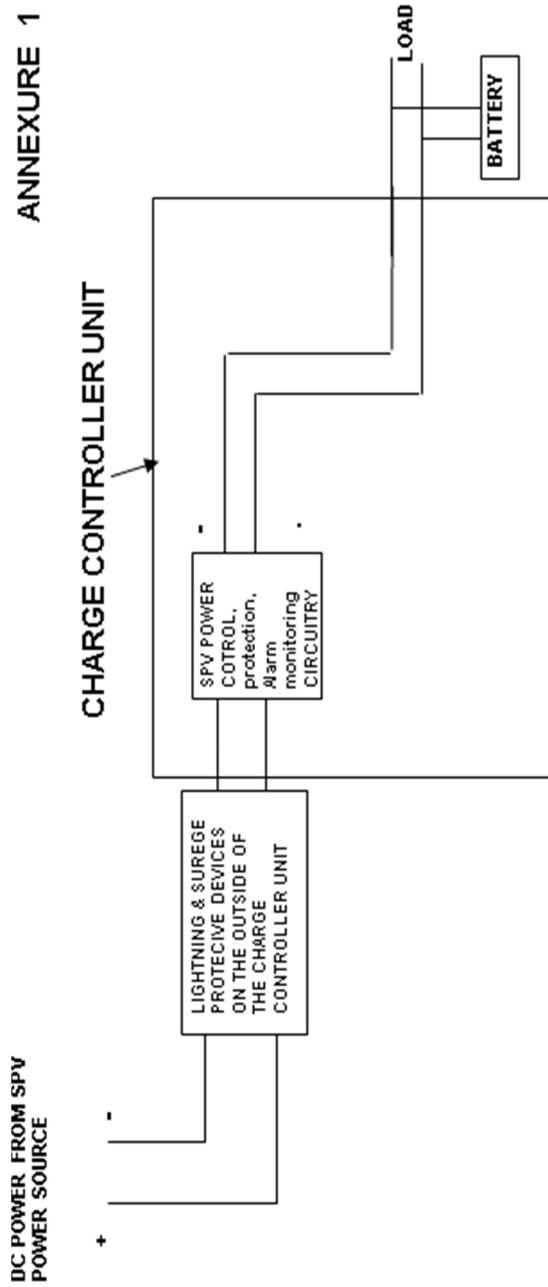 ANNEXURE 1
CHARGE CONTROLLER UNIT
DC POWER FROM SPV
POWER SOURCE
+
-
LIGHTNING & SUREGE
PROTECIVE DEVICES
ON THE OUTSIDE OF
THE CHARGE
CONTROLLER UNIT
SPV POWER
COTROL,
protection,
Alarm
monitoring
CIRCUITRY
-
.
LOAD
BATTERY